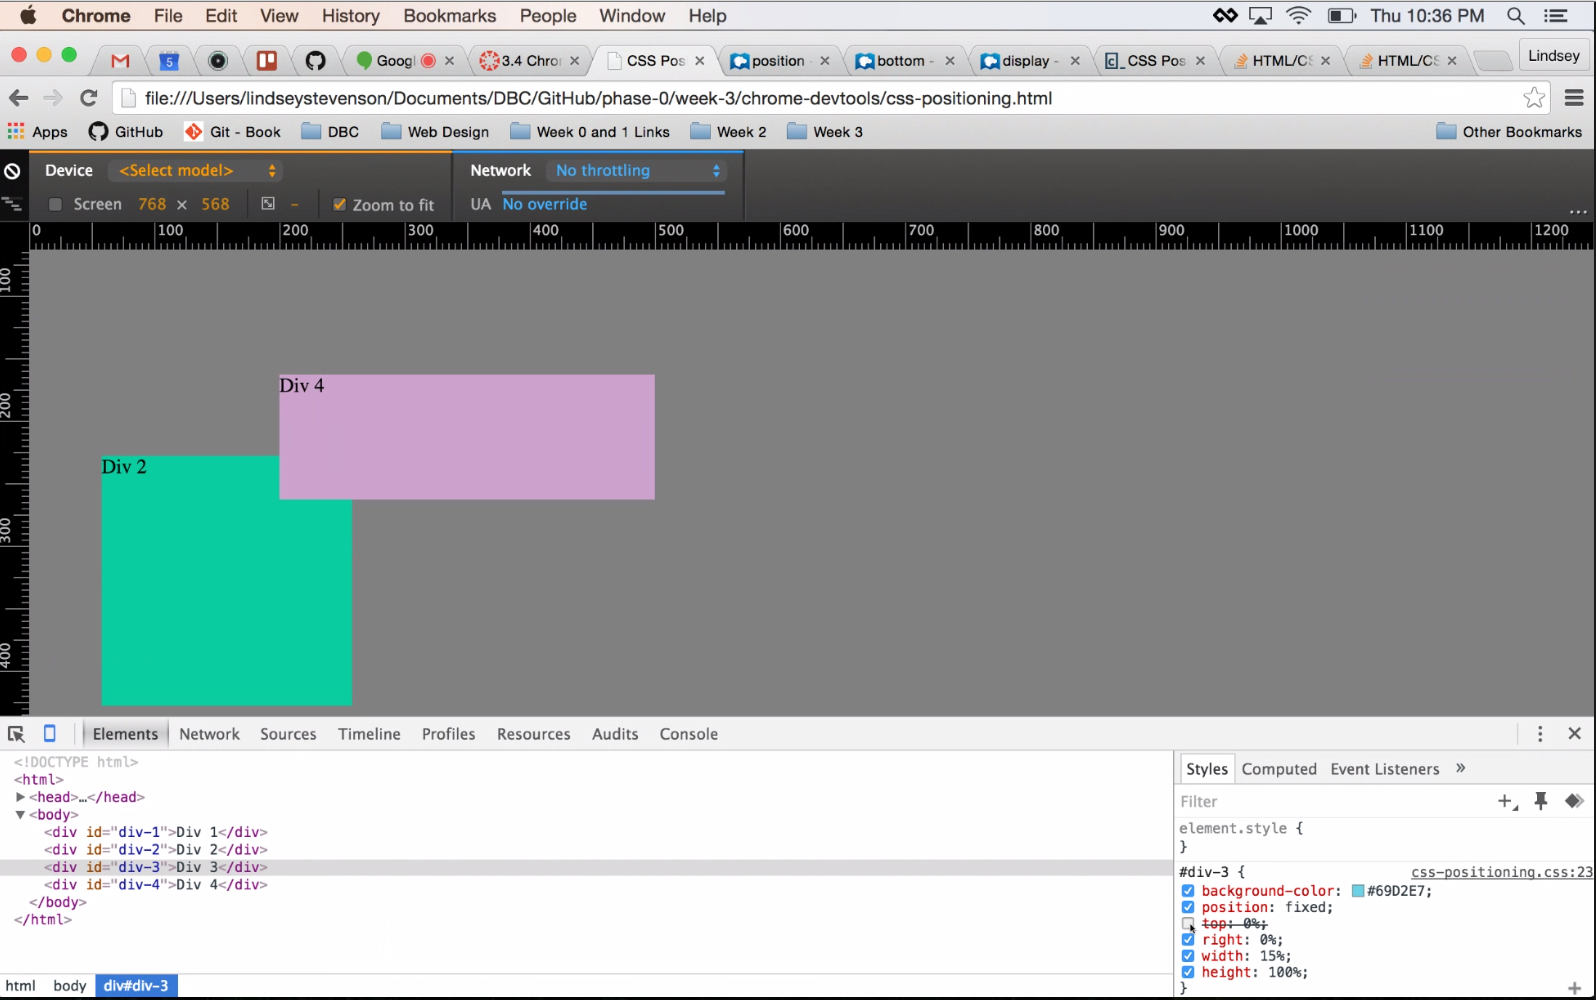 Chrome File Edit View History Bookmarks People Window Help Thu 10:36 PM
5 Googl 3.4 Chro CSS Pos position bottom - display - c_ CSS Pos HTML/CS HTML/CS Lindsey
file:///Users/lindseystevenson/Documents/DBC/GitHub/phase-0/week-3/chrome-devtools/css-positioning.html
Apps GitHub Git - Book DBC Web Design Week 0 and 1 Links Week 2 Week 3 Other Bookmarks
Device <Select model> Network No throttling
Screen 768 × 568 – Zoom to fit UA No override
...
0 100 200 300 400 500 600 700 800 900 1000 1100 1200
100
200
300
400
Div 4
Div 2
Elements Network Sources Timeline Profiles Resources Audits Console
<!DOCTYPE html>
<html>
<head>…</head>
<body>
<div id="div-1">Div 1</div>
<div id="div-2">Div 2</div>
<div id="div-3">Div 3</div>
<div id="div-4">Div 4</div>
</body>
</html>
html body div#div-3
Styles Computed Event Listeners »
Filter
element.style {
}
#div-3 { css-positioning.css:23
background-color: #69D2E7;
position: fixed;
top: 0%;
right: 0%;
width: 15%;
height: 100%;
}